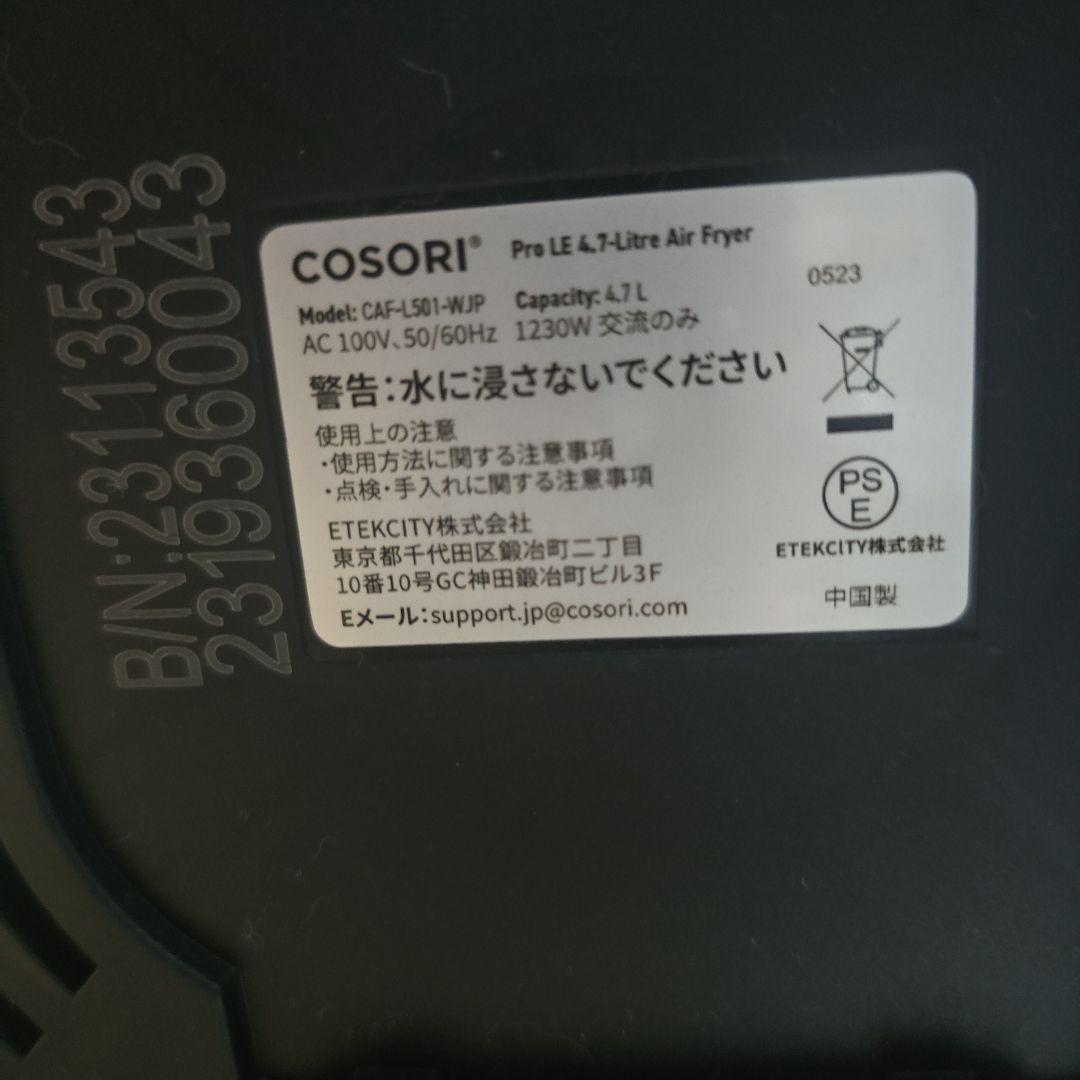 COSORI® Pro LE 4.7-Litre Air Fryer
Model: CAF-L501-WJP Capacity: 4.7 L
AC 100V、50/60Hz 1230W 交流のみ
警告：水に浸さないでください
使用上の注意
・使用方法に関する注意事項
・点検・手入れに関する注意事項
ETEKCITY株式会社
東京都千代田区鍛冶町二丁目
10番10号GC神田鍛冶町ビル3F
Eメール：support.jp@cosori.com
0523
PS
E
ETEKCITY株式会社
中国製
B/N:23113543
2319360043